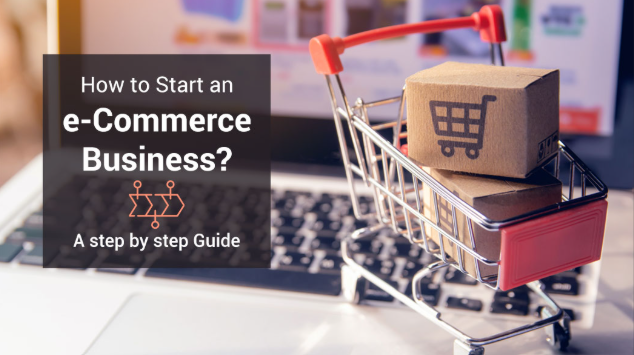 How to Start an
e-Commerce
Business?
A step by step Guide